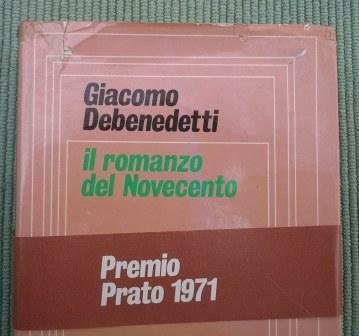 Giacomo
Debenedetti
il romanzo
del Novecento
Premio
Prato 1971